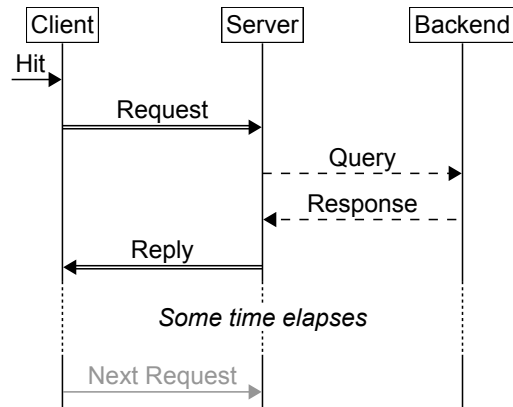 Client Server Backend
Hit
Request
Query
Response
Reply
Some time elapses
Next Request